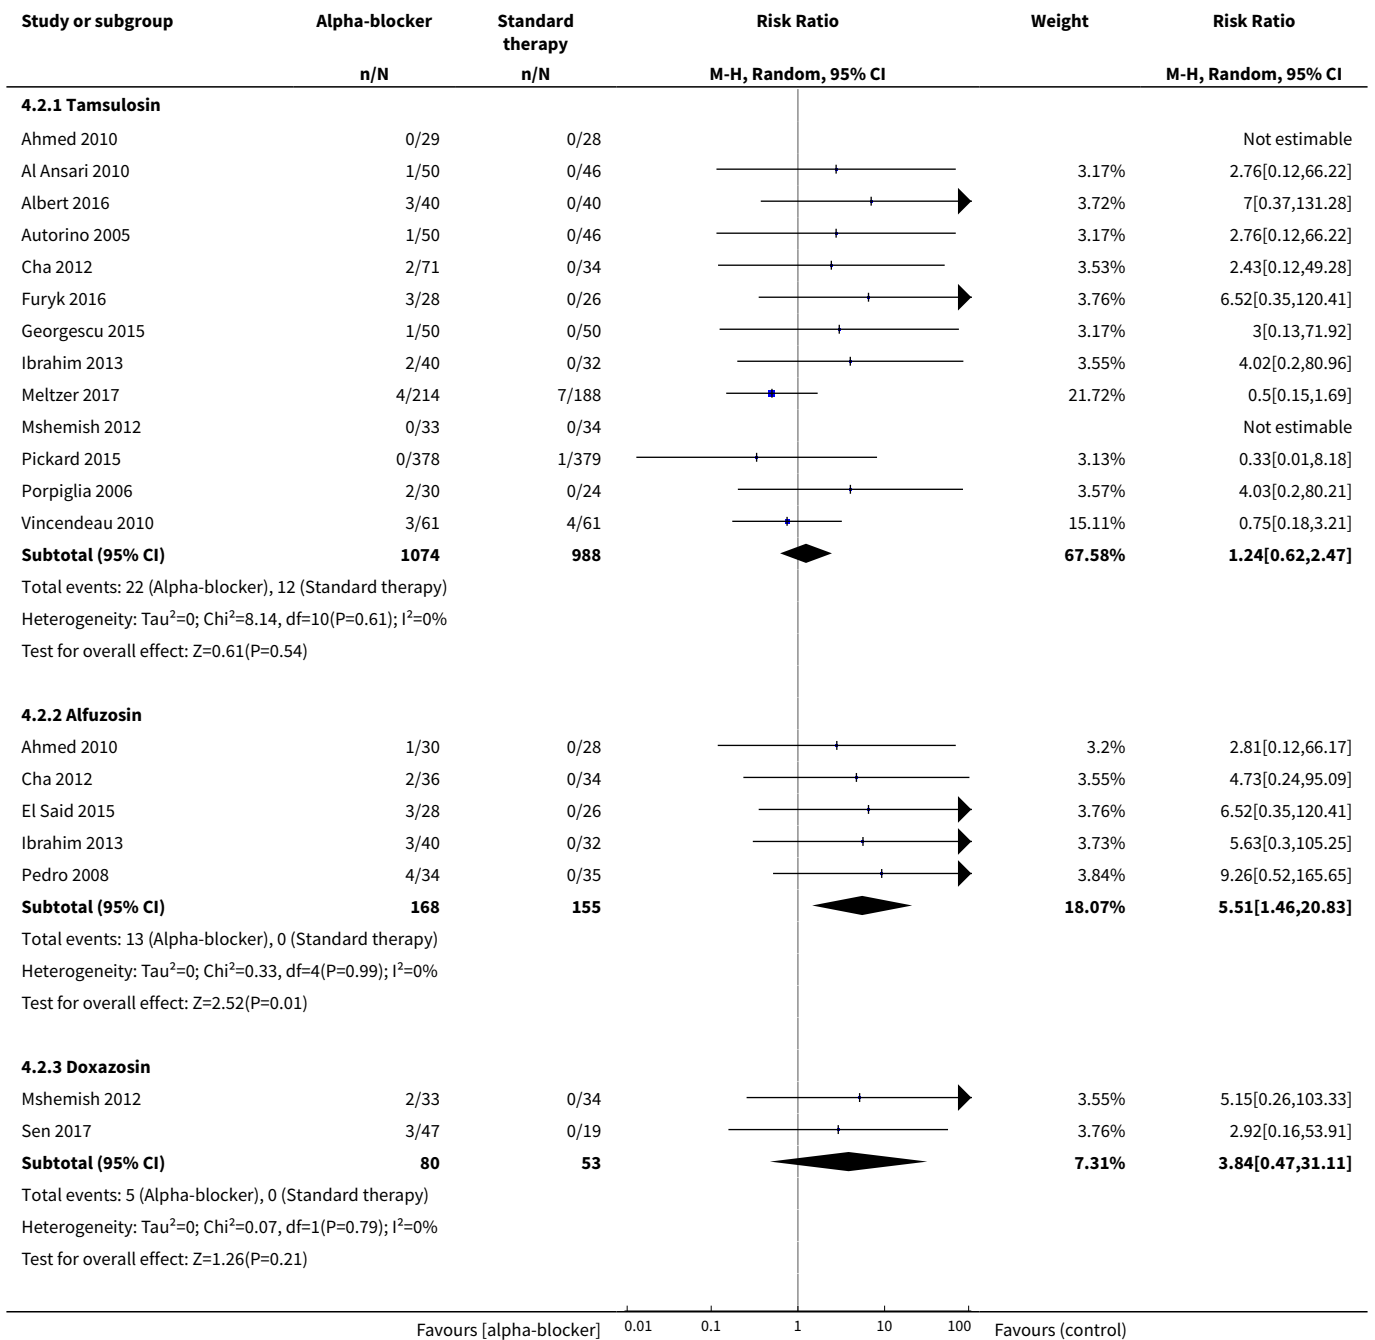 Study or subgroup Alpha-blocker Standard therapy Risk Ratio Weight Risk Ratio
n/N n/N M-H, Random, 95% CI M-H, Random, 95% CI
4.2.1 Tamsulosin
Ahmed 2010 0/29 0/28 Not estimable
Al Ansari 2010 1/50 0/46 3.17% 2.76[0.12,66.22]
Albert 2016 3/40 0/40 3.72% 7[0.37,131.28]
Autorino 2005 1/50 0/46 3.17% 2.76[0.12,66.22]
Cha 2012 2/71 0/34 3.53% 2.43[0.12,49.28]
Furyk 2016 3/28 0/26 3.76% 6.52[0.35,120.41]
Georgescu 2015 1/50 0/50 3.17% 3[0.13,71.92]
Ibrahim 2013 2/40 0/32 3.55% 4.02[0.2,80.96]
Meltzer 2017 4/214 7/188 21.72% 0.5[0.15,1.69]
Mshemish 2012 0/33 0/34 Not estimable
Pickard 2015 0/378 1/379 3.13% 0.33[0.01,8.18]
Porpiglia 2006 2/30 0/24 3.57% 4.03[0.2,80.21]
Vincendeau 2010 3/61 4/61 15.11% 0.75[0.18,3.21]
Subtotal (95% CI) 1074 988 67.58% 1.24[0.62,2.47]
Total events: 22 (Alpha-blocker), 12 (Standard therapy)
Heterogeneity: Tau²=0; Chi²=8.14, df=10(P=0.61); I²=0%
Test for overall effect: Z=0.61(P=0.54)
4.2.2 Alfuzosin
Ahmed 2010 1/30 0/28 3.2% 2.81[0.12,66.17]
Cha 2012 2/36 0/34 3.55% 4.73[0.24,95.09]
El Said 2015 3/28 0/26 3.76% 6.52[0.35,120.41]
Ibrahim 2013 3/40 0/32 3.73% 5.63[0.3,105.25]
Pedro 2008 4/34 0/35 3.84% 9.26[0.52,165.65]
Subtotal (95% CI) 168 155 18.07% 5.51[1.46,20.83]
Total events: 13 (Alpha-blocker), 0 (Standard therapy)
Heterogeneity: Tau²=0; Chi²=0.33, df=4(P=0.99); I²=0%
Test for overall effect: Z=2.52(P=0.01)
4.2.3 Doxazosin
Mshemish 2012 2/33 0/34 3.55% 5.15[0.26,103.33]
Sen 2017 3/47 0/19 3.76% 2.92[0.16,53.91]
Subtotal (95% CI) 80 53 7.31% 3.84[0.47,31.11]
Total events: 5 (Alpha-blocker), 0 (Standard therapy)
Heterogeneity: Tau²=0; Chi²=0.07, df=1(P=0.79); I²=0%
Test for overall effect: Z=1.26(P=0.21)
Favours [alpha-blocker] 0.01 0.1 1 10 100 Favours (control)